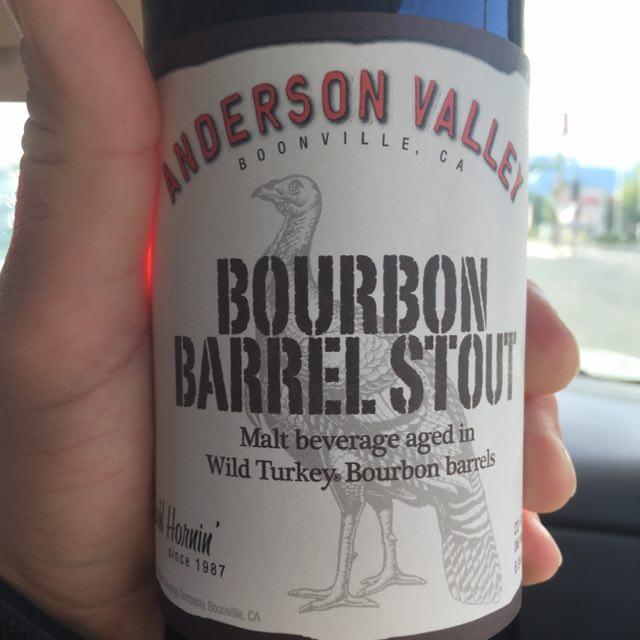 ANDERSON VALLEY
BOONVILLE, CA
BOURBON
BARREL STOUT
Malt beverage aged in
Wild Turkey® Bourbon barrels
Hornin'
since 1987
Company, Boonville, CA